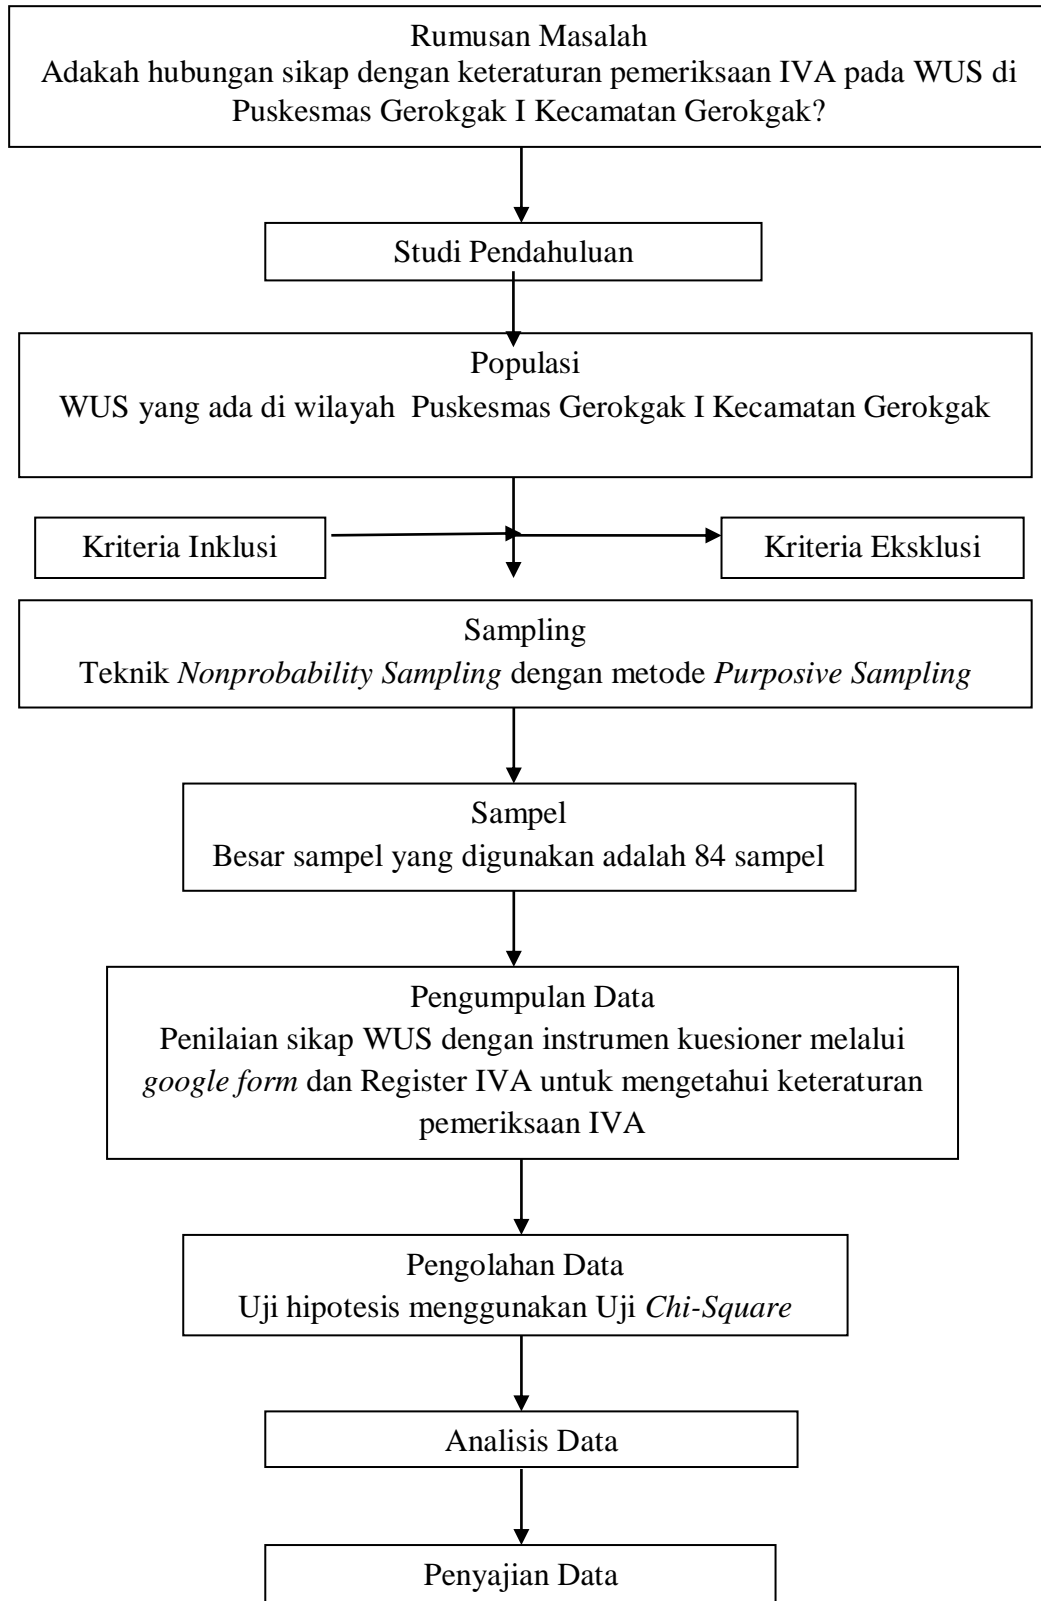 Rumusan Masalah
Adakah hubungan sikap dengan keteraturan pemeriksaan IVA pada WUS di
Puskesmas Gerokgak I Kecamatan Gerokgak?
Studi Pendahuluan
Populasi
WUS yang ada di wilayah Puskesmas Gerokgak I Kecamatan Gerokgak
Kriteria Inklusi
Kriteria Eksklusi
Sampling
Teknik Nonprobability Sampling dengan metode Purposive Sampling
Sampel
Besar sampel yang digunakan adalah 84 sampel
Pengumpulan Data
Penilaian sikap WUS dengan instrumen kuesioner melalui
google form dan Register IVA untuk mengetahui keteraturan
pemeriksaan IVA
Pengolahan Data
Uji hipotesis menggunakan Uji Chi-Square
Analisis Data
Penyajian Data